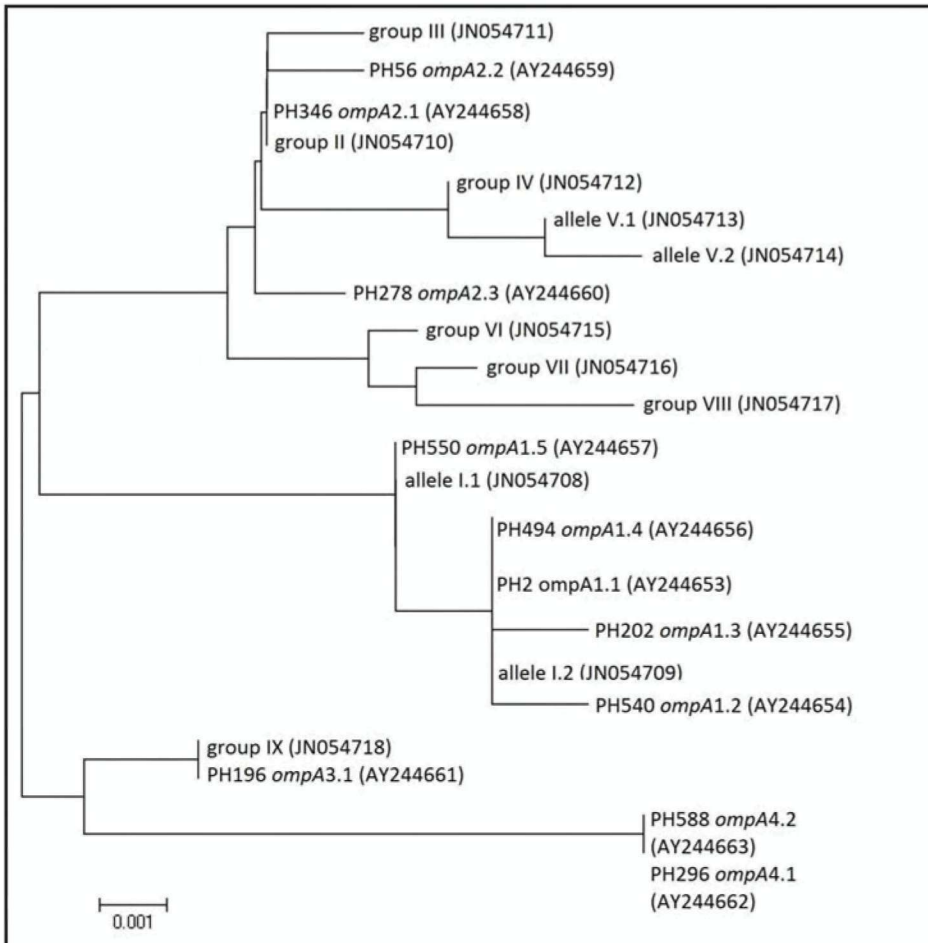 group III (JN054711)
PH56 ompA2.2 (AY244659)
PH346 ompA2.1 (AY244658)
group II (JN054710)
group IV (JN054712)
allele V.1 (JN054713)
allele V.2 (JN054714)
PH278 ompA2.3 (AY244660)
group VI (JN054715)
group VII (JN054716)
group VIII (JN054717)
PH550 ompA1.5 (AY244657)
allele I.1 (JN054708)
PH494 ompA1.4 (AY244656)
PH2 ompA1.1 (AY244653)
PH202 ompA1.3 (AY244655)
allele I.2 (JN054709)
PH540 ompA1.2 (AY244654)
group IX (JN054718)
PH196 ompA3.1 (AY244661)
PH588 ompA4.2
(AY244663)
PH296 ompA4.1
(AY244662)
0.001